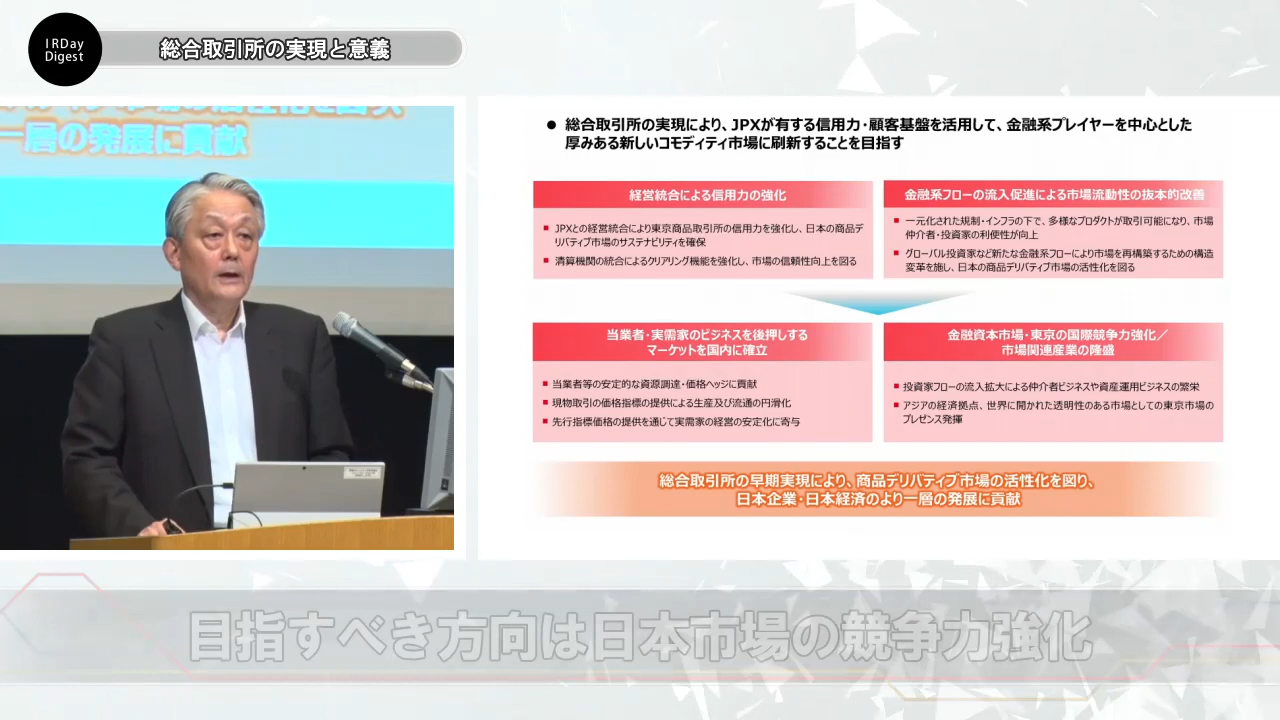 IRDay
Digest
総合取引所の実現と意義
一層の発展に貢献
● 総合取引所の実現により、JPXが有する信用力・顧客基盤を活用して、金融系プレイヤーを中心とした
厚みある新しいコモディティ市場に刷新することを目指す
経営統合による信用力の強化
■ JPXとの経営統合により東京商品取引所の信用力を強化し、日本の商品デ
リバティブ市場のサステナビリティを確保
■ 清算機関の統合によるクリアリング機能を強化し、市場の信頼性向上を図る
金融系フローの流入促進による市場流動性の抜本的改善
■ 一元化された規制・インフラの下で、多様なプロダクトが取引可能になり、市場
仲介者・投資家の利便性が向上
■ グローバル投資家など新たな金融系フローにより市場を再構築するための構造
変革を施し、日本の商品デリバティブ市場の活性化を図る
当業者・実需家のビジネスを後押しする
マーケットを国内に確立
■ 当業者等の安定的な資源調達・価格ヘッジに貢献
■ 現物取引の価格指標の提供による生産及び流通の円滑化
■ 先行指標価格の提供を通じて実需家の経営の安定化に寄与
金融資本市場・東京の国際競争力強化／
市場関連産業の隆盛
■ 投資家フローの流入拡大による仲介者ビジネスや資産運用ビジネスの繁栄
■ アジアの経済拠点、世界に開かれた透明性のある市場としての東京市場の
プレゼンス発揮
総合取引所の早期実現により、商品デリバティブ市場の活性化を図り、
日本企業・日本経済のより一層の発展に貢献
目指すべき方向は日本市場の競争力強化